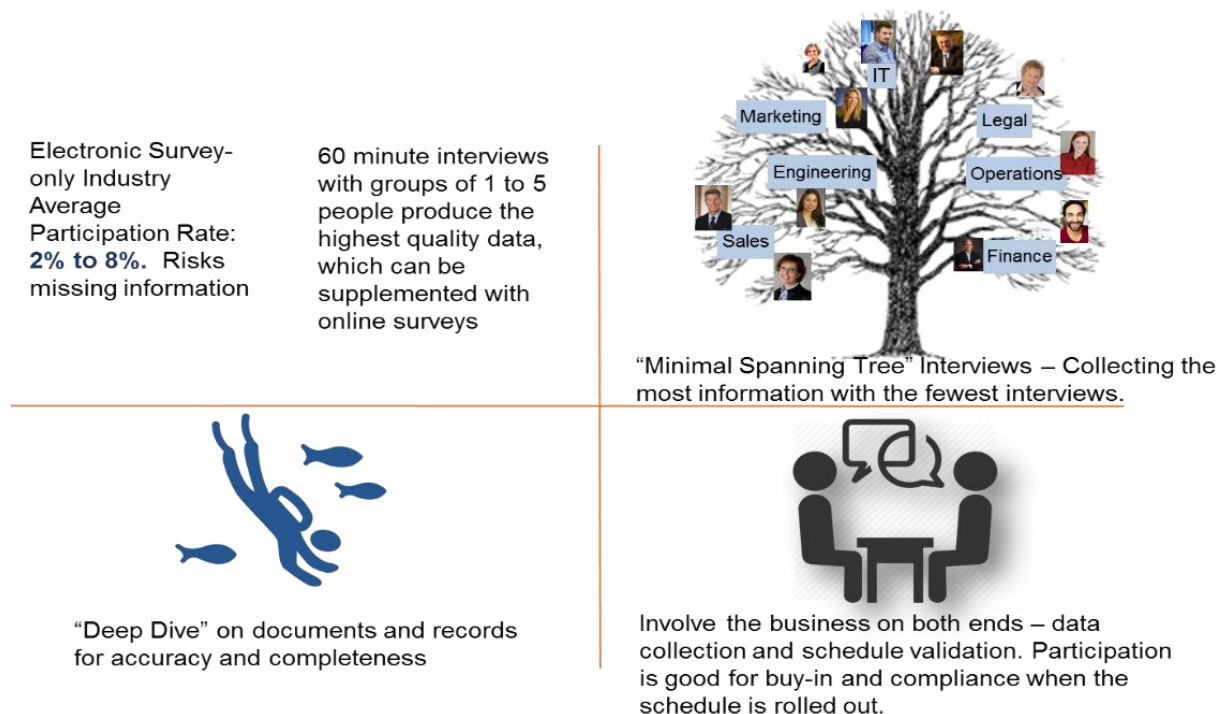 Electronic Survey-
only Industry
Average
Participation Rate:
2% to 8%.  Risks
missing information
60 minute interviews
with groups of 1 to 5
people produce the
highest quality data,
which can be
supplemented with
online surveys
IT
Marketing
Legal
Engineering
Operations
Sales
Finance
“Minimal Spanning Tree” Interviews – Collecting the
most information with the fewest interviews.
“Deep Dive” on documents and records
for accuracy and completeness
Involve the business on both ends – data
collection and schedule validation. Participation
is good for buy-in and compliance when the
schedule is rolled out.